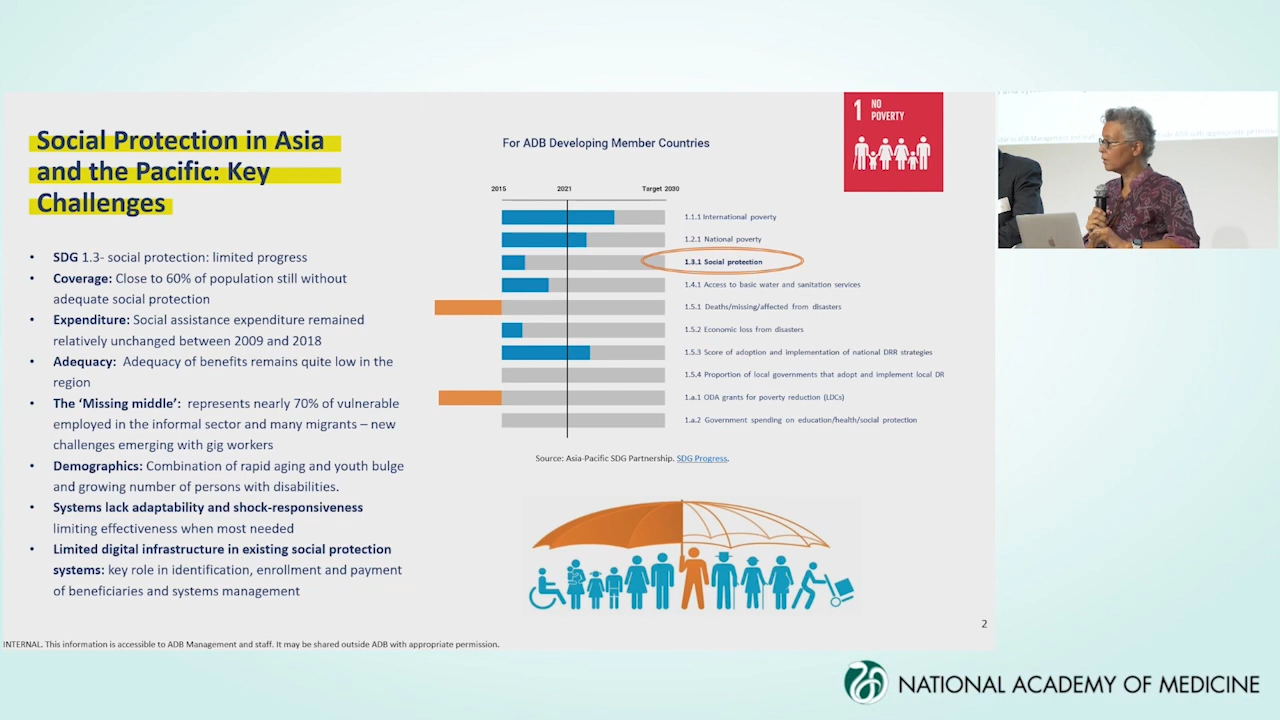 Social Protection in Asia
and the Pacific: Key
Challenges
• SDG 1.3- social protection: limited progress
• Coverage: Close to 60% of population still without
adequate social protection
• Expenditure: Social assistance expenditure remained
relatively unchanged between 2009 and 2018
• Adequacy: Adequacy of benefits remains quite low in the
region
• The ‘Missing middle’: represents nearly 70% of vulnerable
employed in the informal sector and many migrants – new
challenges emerging with gig workers
• Demographics: Combination of rapid aging and youth bulge
and growing number of persons with disabilities.
• Systems lack adaptability and shock-responsiveness
limiting effectiveness when most needed
• Limited digital infrastructure in existing social protection
systems: key role in identification, enrollment and payment
of beneficiaries and systems management
For ADB Developing Member Countries
1 NO
POVERTY
2015 2021 Target 2030
1.1.1 International poverty
1.2.1 National poverty
1.3.1 Social protection
1.4.1 Access to basic water and sanitation services
1.5.1 Deaths/missing/affected from disasters
1.5.2 Economic loss from disasters
1.5.3 Score of adoption and implementation of national DRR strategies
1.5.4 Proportion of local governments that adopt and implement local DR
1.a.1 ODA grants for poverty reduction (LDCs)
1.a.2 Government spending on education/health/social protection
Source: Asia-Pacific SDG Partnership. SDG Progress.
2
INTERNAL. This information is accessible to ADB Management and staff. It may be shared outside ADB with appropriate permission.
NATIONAL ACADEMY OF MEDICINE